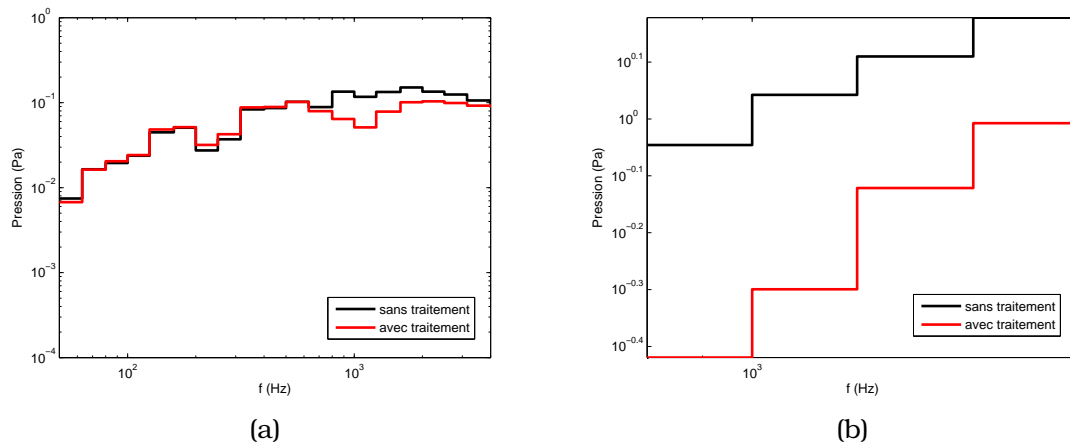 10^0
10^-1
10^-2
10^-3
10^-4
Pression (Pa)
10^2
10^3
f (Hz)
sans traitement
avec traitement
(a)
10^0.1
10^0
10^-0.1
10^-0.2
10^-0.3
10^-0.4
Pression (Pa)
10^3
f (Hz)
sans traitement
avec traitement
(b)